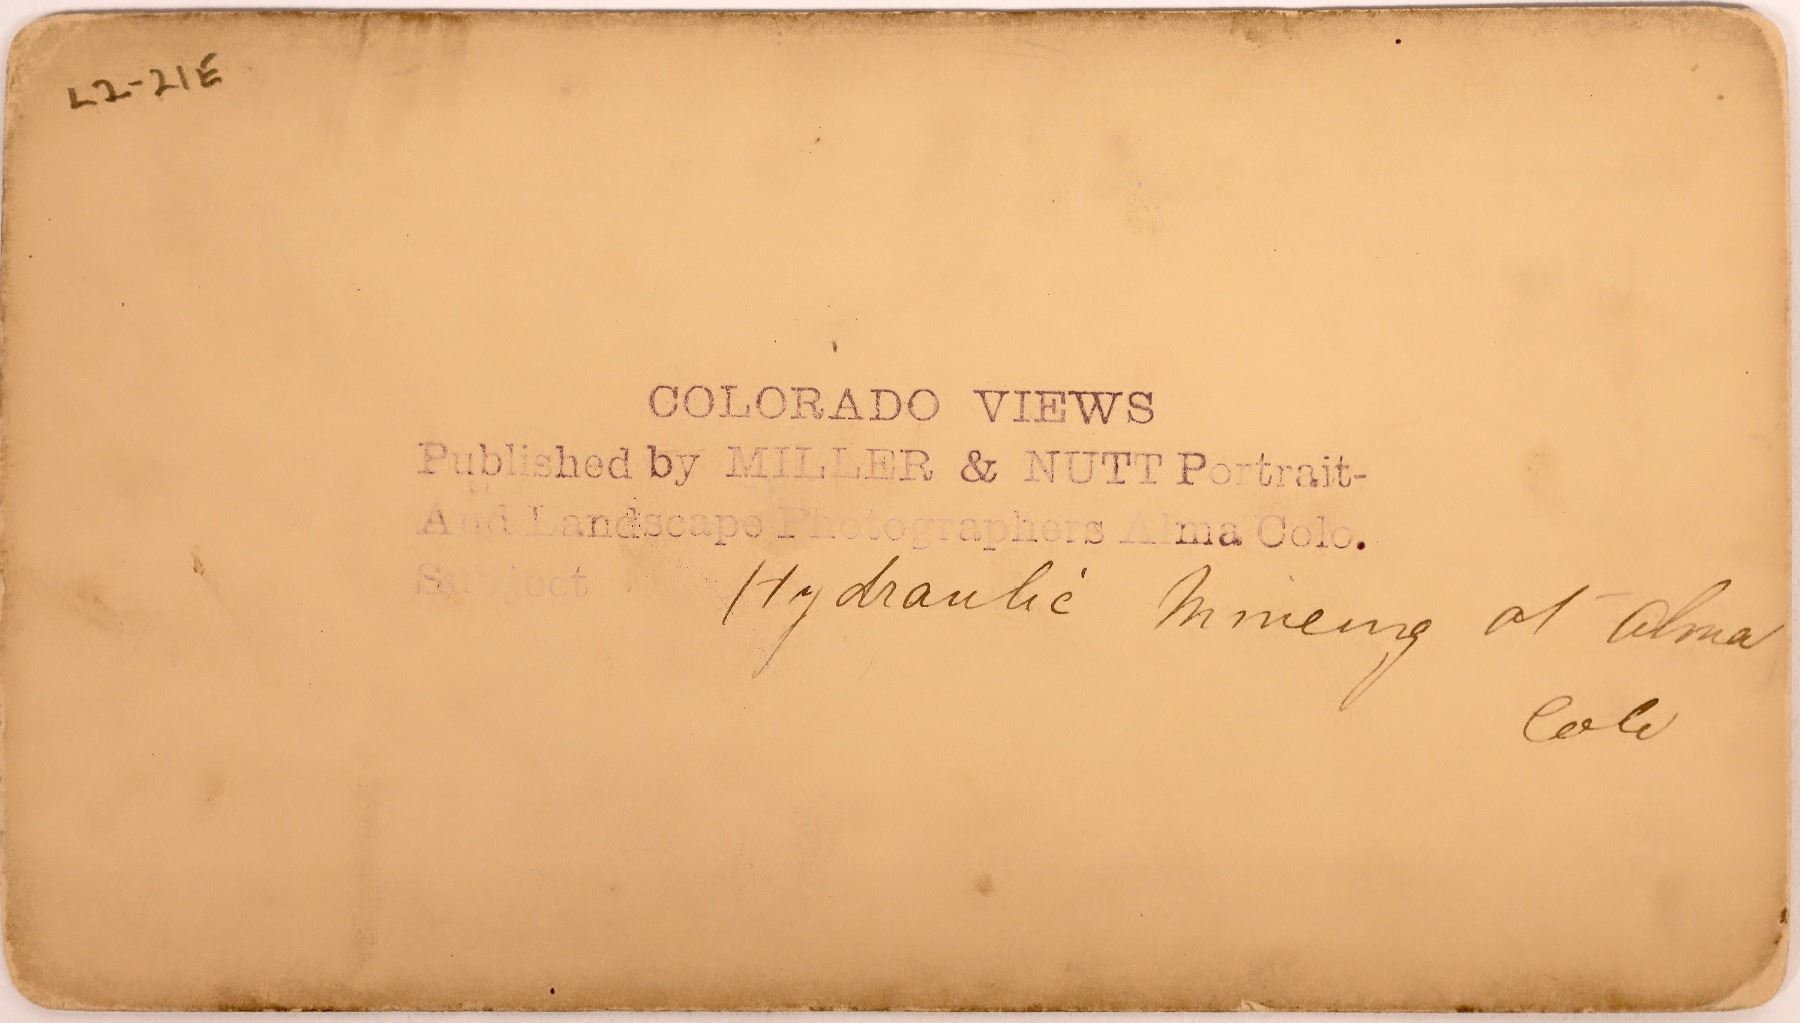 L2-21E
COLORADO VIEWS
Published by MILLER & NUTT Portrait-
And Landscape Photographers Alma Colo.
Subject Hydraulic Mineing at Alma
Colo